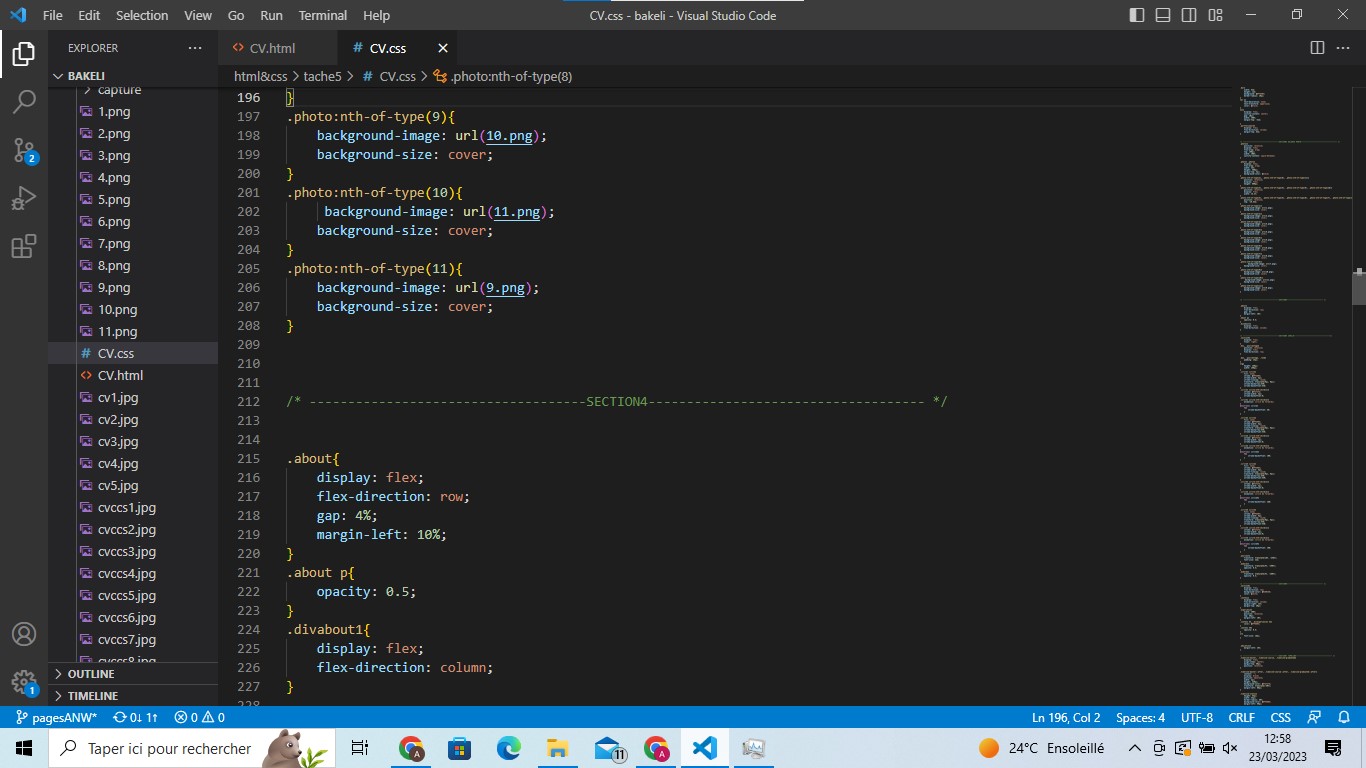 File Edit Selection View Go Run Terminal Help
CV.css - bakeli - Visual Studio Code
EXPLORER
CV.html
# CV.css
html&css > tache5 > # CV.css > .photo:nth-of-type(8)
BAKELI
capture
1.png
2.png
3.png
4.png
5.png
6.png
7.png
8.png
9.png
10.png
11.png
# CV.css
CV.html
cv1.jpg
cv2.jpg
cv3.jpg
cv4.jpg
cv5.jpg
cvccs1.jpg
cvccs2.jpg
cvccs3.jpg
cvccs4.jpg
cvccs5.jpg
cvccs6.jpg
cvccs7.jpg
cvccs8.jpg
OUTLINE
TIMELINE
2
1
196 }
197 .photo:nth-of-type(9){
198 background-image: url(10.png);
199 background-size: cover;
200 }
201 .photo:nth-of-type(10){
202 background-image: url(11.png);
203 background-size: cover;
204 }
205 .photo:nth-of-type(11){
206 background-image: url(9.png);
207 background-size: cover;
208 }
209
210
211
212 /* ------------------------------------SECTION4------------------------------------ */
213
214
215 .about{
216 display: flex;
217 flex-direction: row;
218 gap: 4%;
219 margin-left: 10%;
220 }
221 .about p{
222 opacity: 0.5;
223 }
224 .divabout1{
225 display: flex;
226 flex-direction: column;
227 }
228
pagesANW* 0↓ 1↑ 0 0
Ln 196, Col 2 Spaces: 4 UTF-8 CRLF CSS
Taper ici pour rechercher
11
24°C Ensoleillé
12:58
23/03/2023